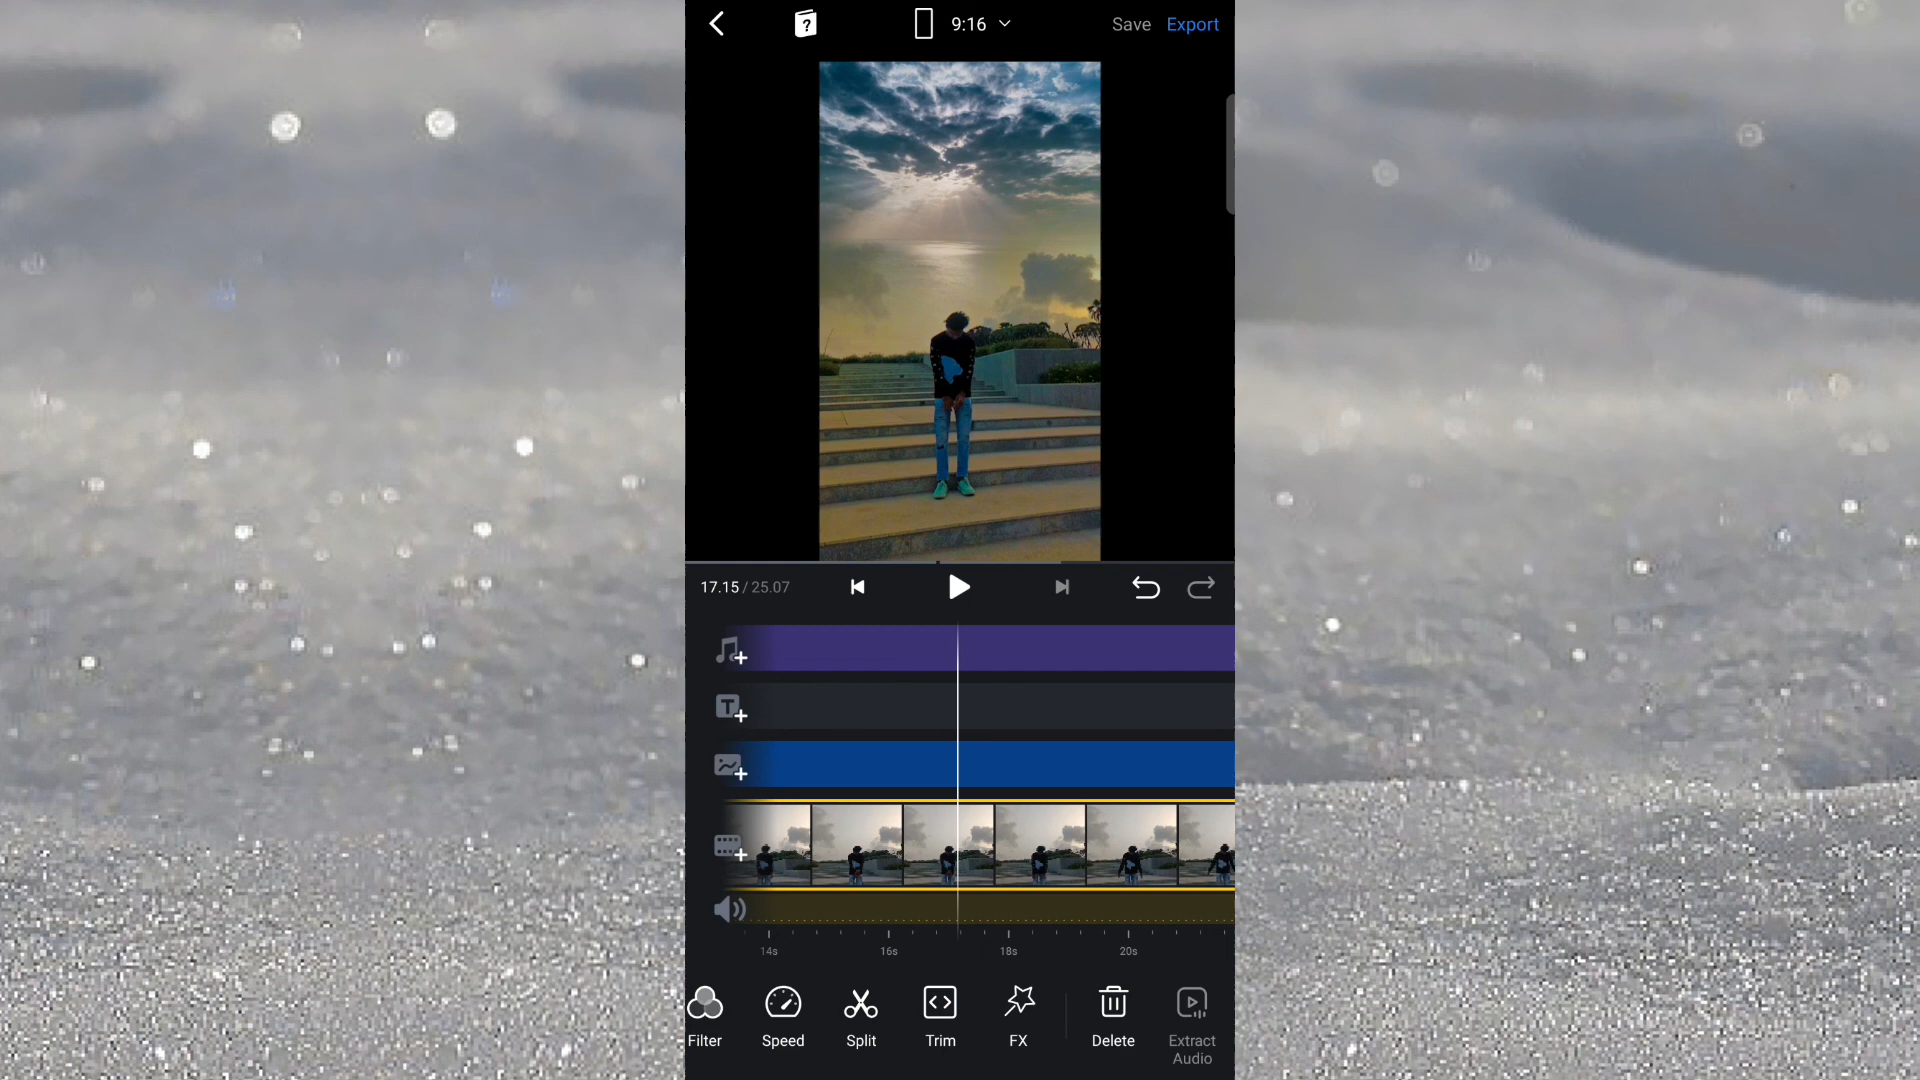 9:16
Save
Export
17.15 / 25.07
14s
16s
18s
20s
Filter
Speed
Split
Trim
FX
Delete
Extract
Audio